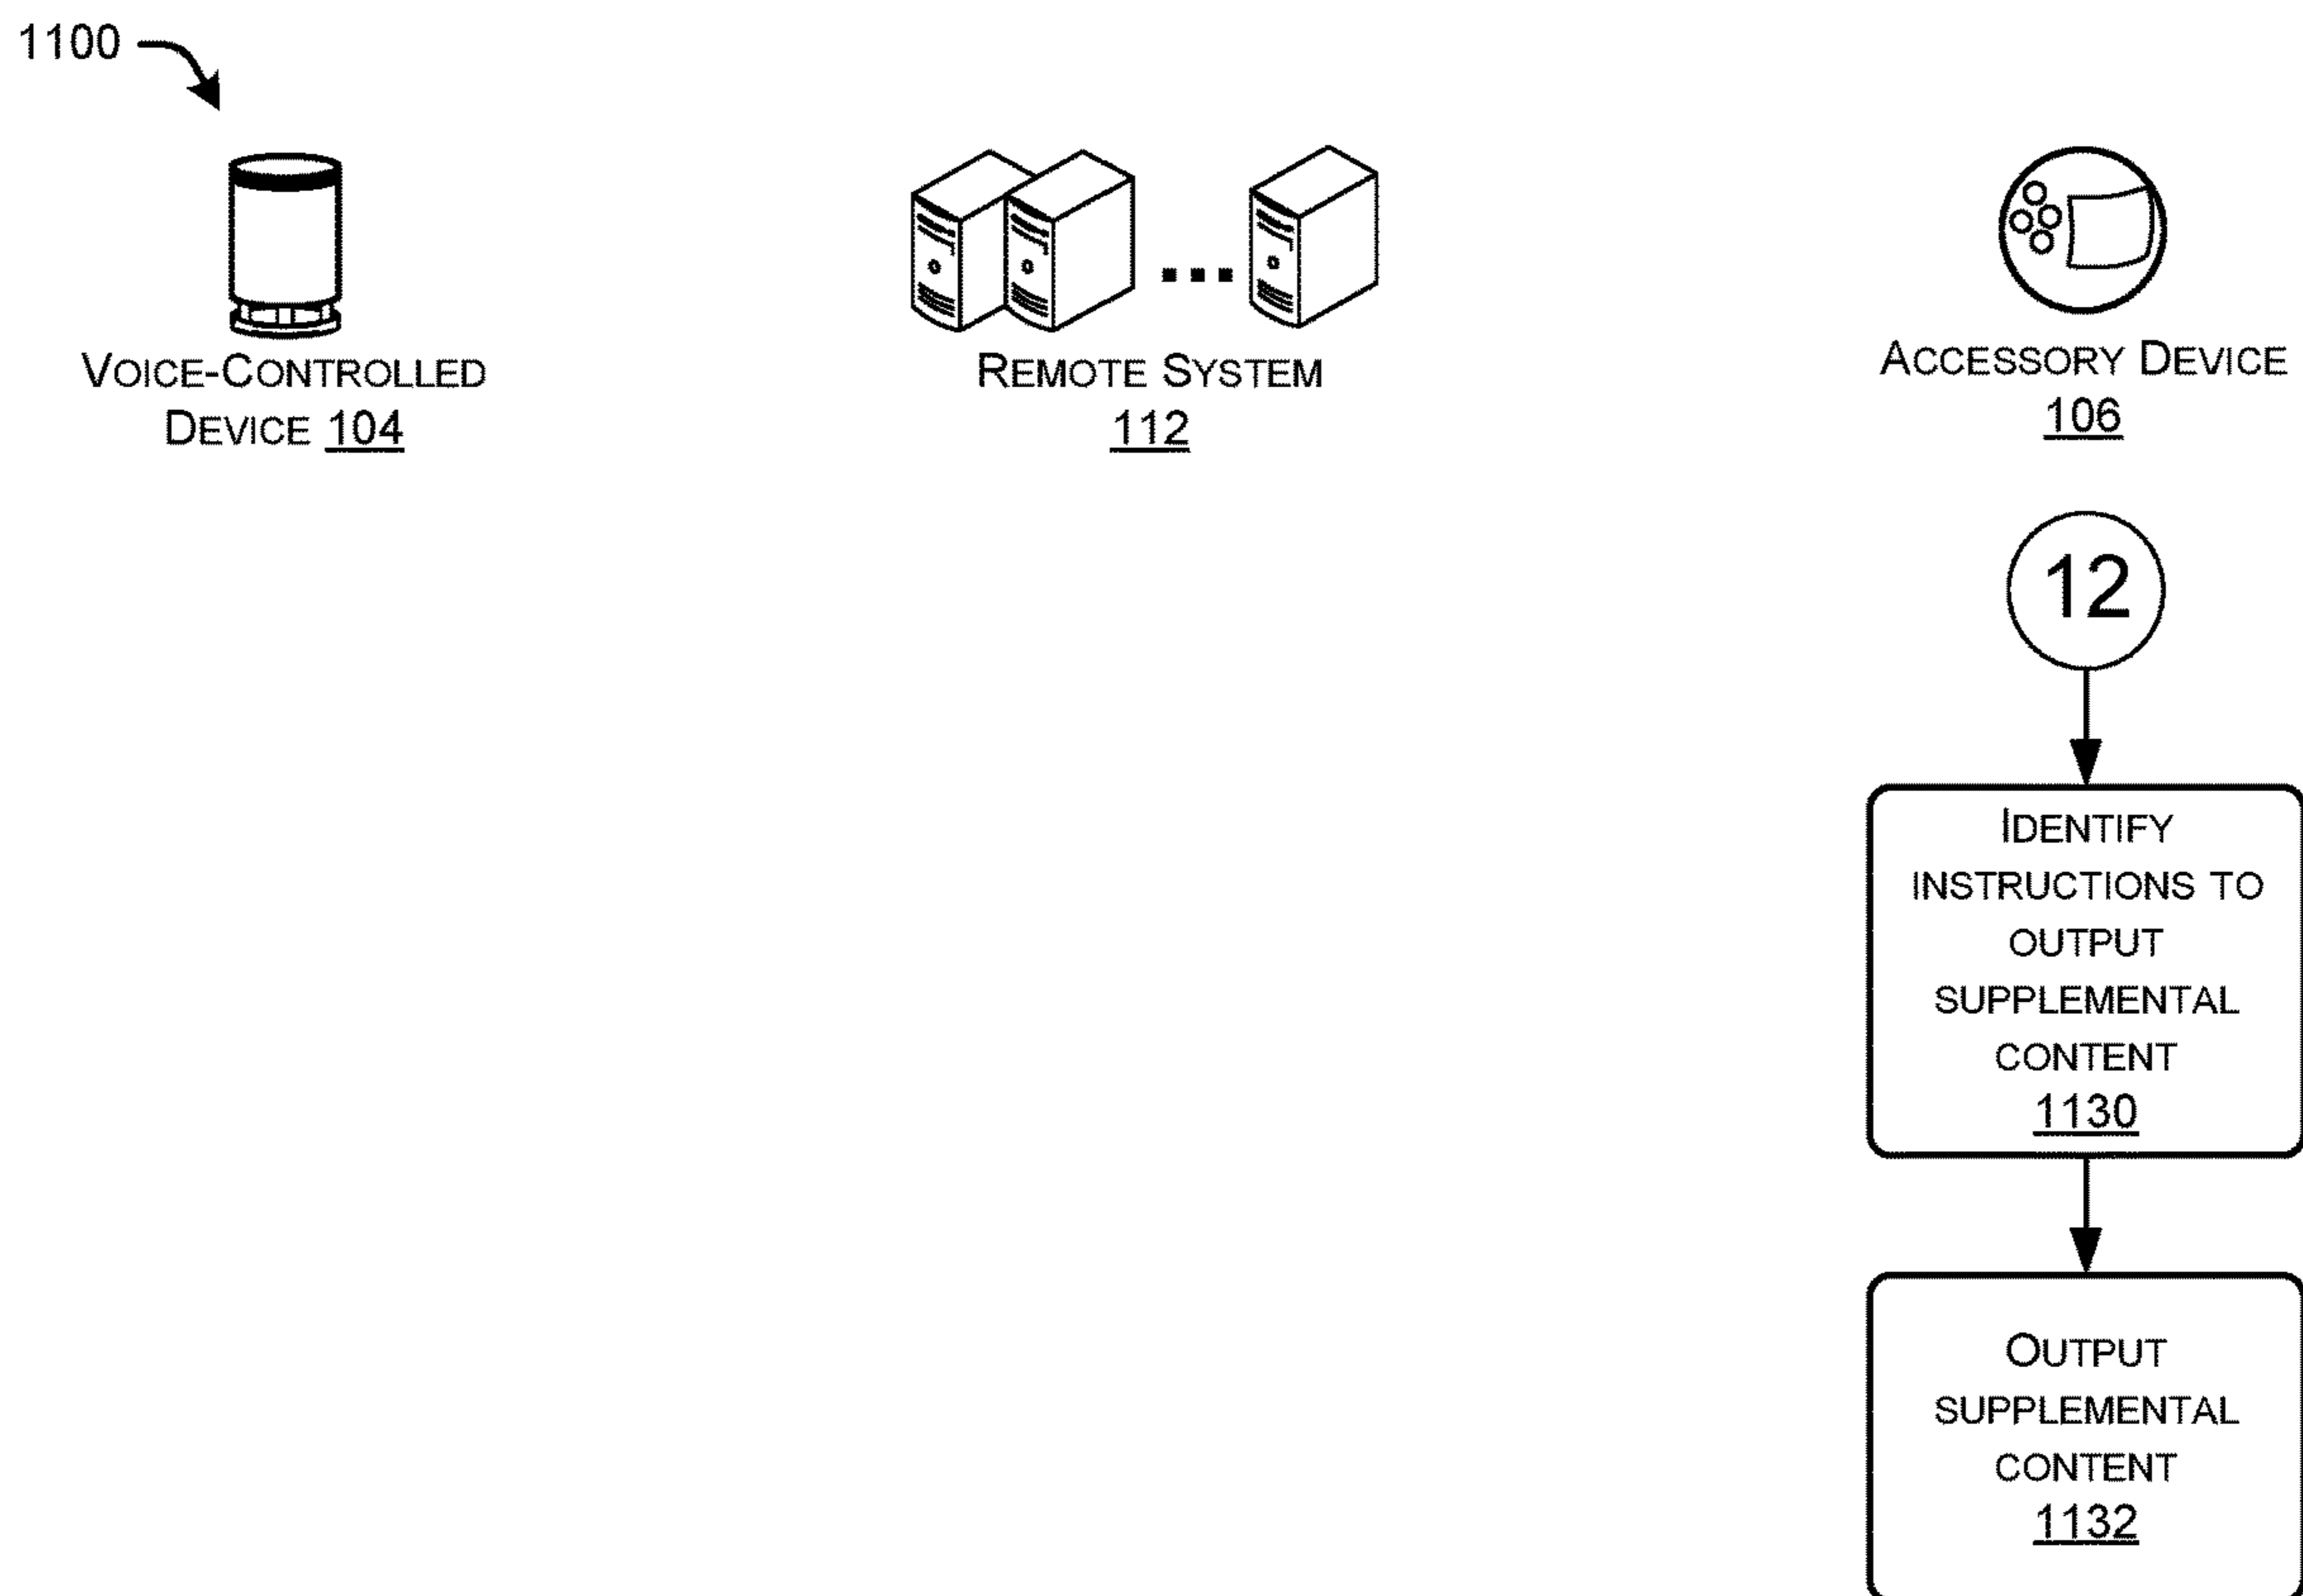 1100
VOICE-CONTROLLED
DEVICE 104
REMOTE SYSTEM
112
ACCESSORY DEVICE
106
12
IDENTIFY
INSTRUCTIONS TO
OUTPUT
SUPPLEMENTAL
CONTENT
1130
OUTPUT
SUPPLEMENTAL
CONTENT
1132